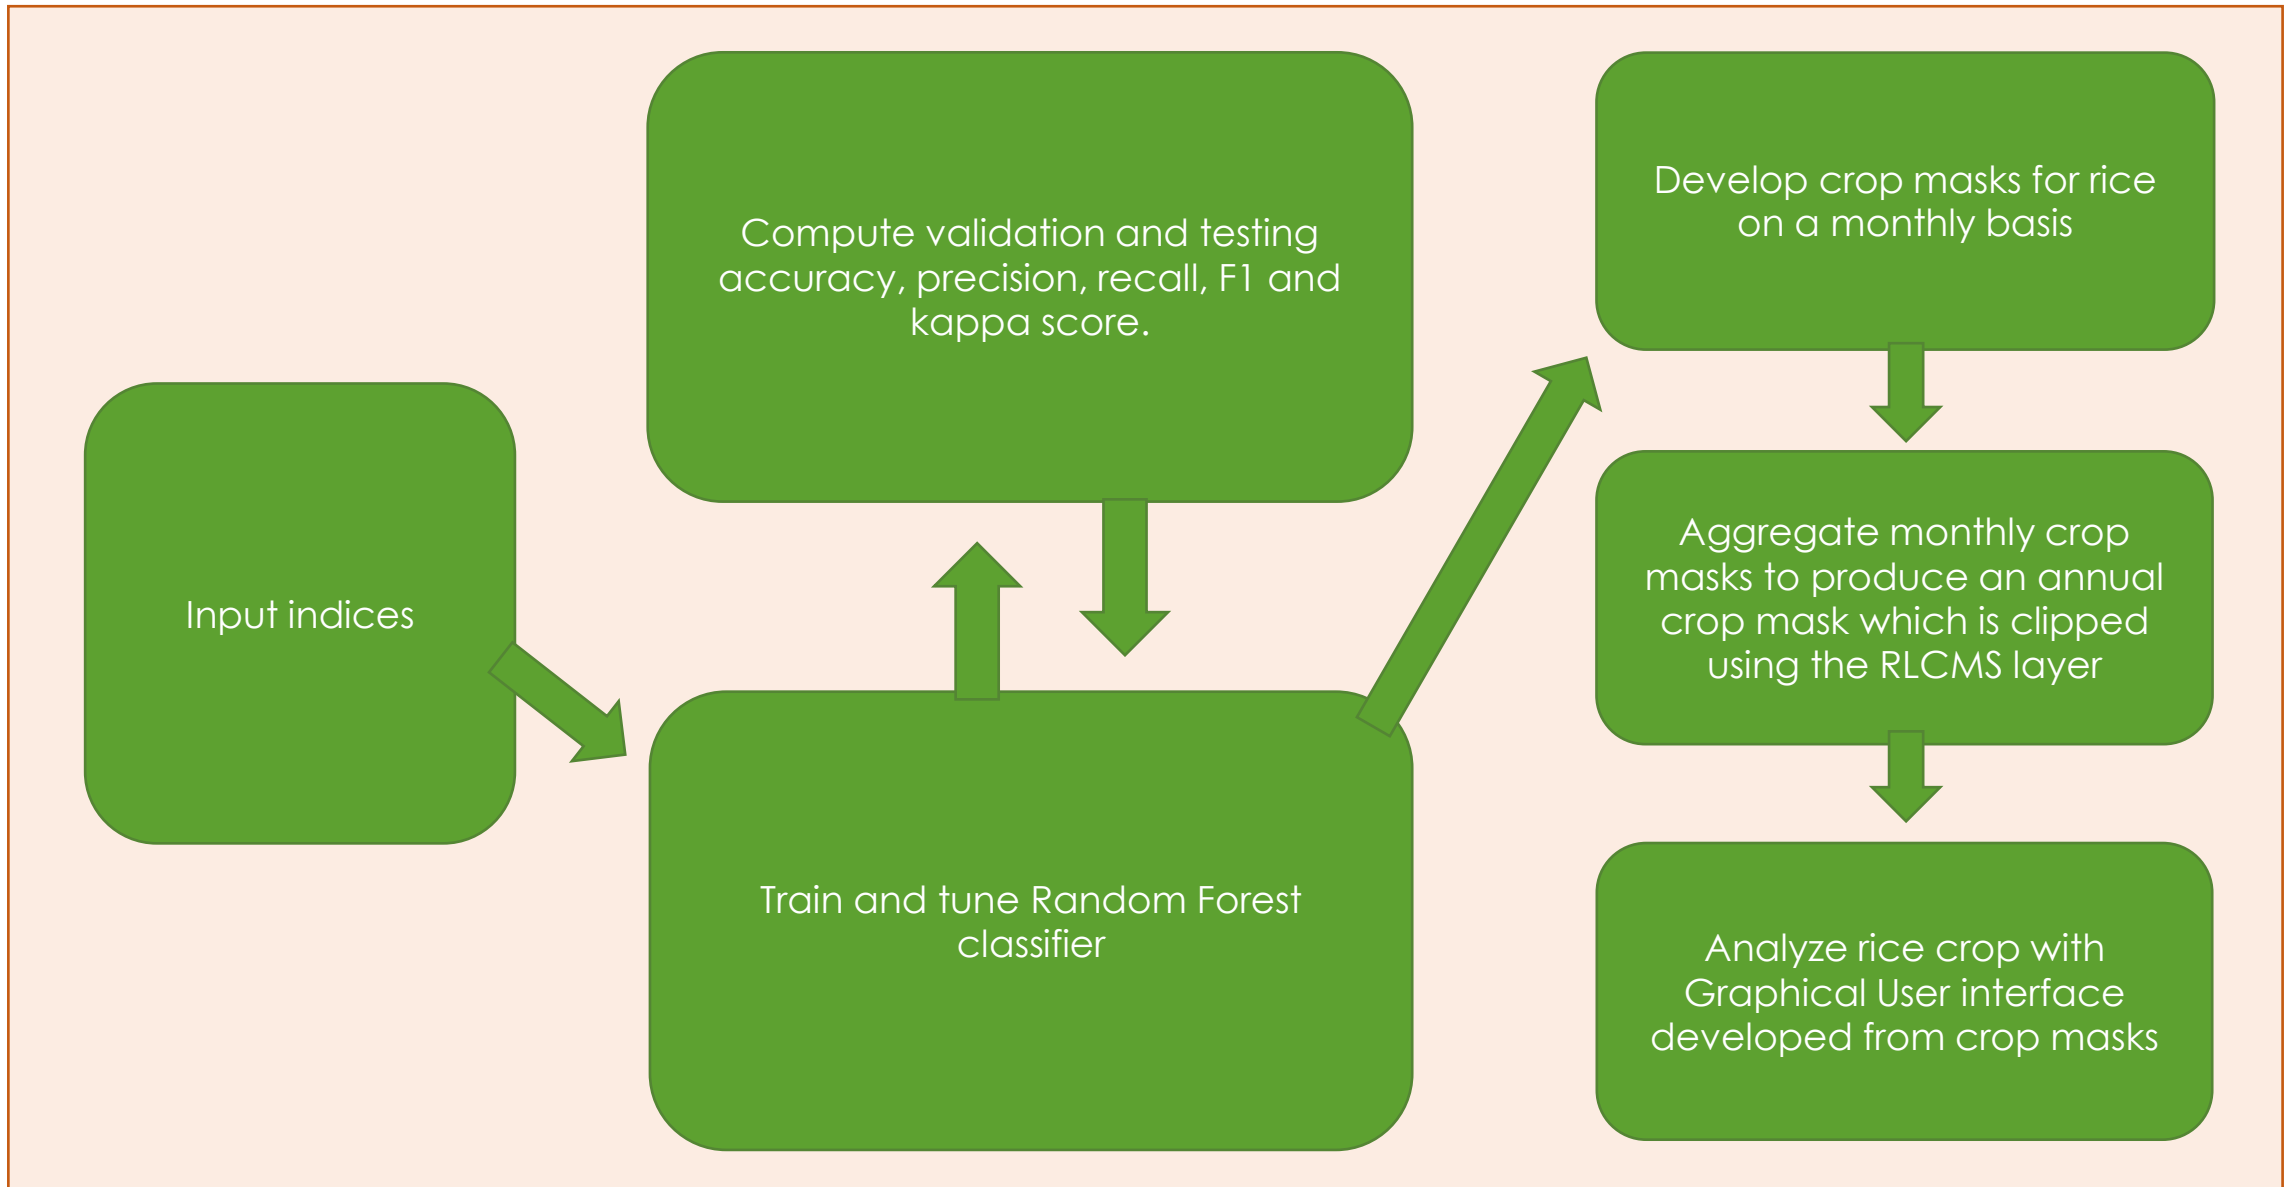 Input indices
Compute validation and testing
accuracy, precision, recall, F1 and
kappa score.
Train and tune Random Forest
classifier
Develop crop masks for rice
on a monthly basis
Aggregate monthly crop
masks to produce an annual
crop mask which is clipped
using the RLCMS layer
Analyze rice crop with
Graphical User interface
developed from crop masks